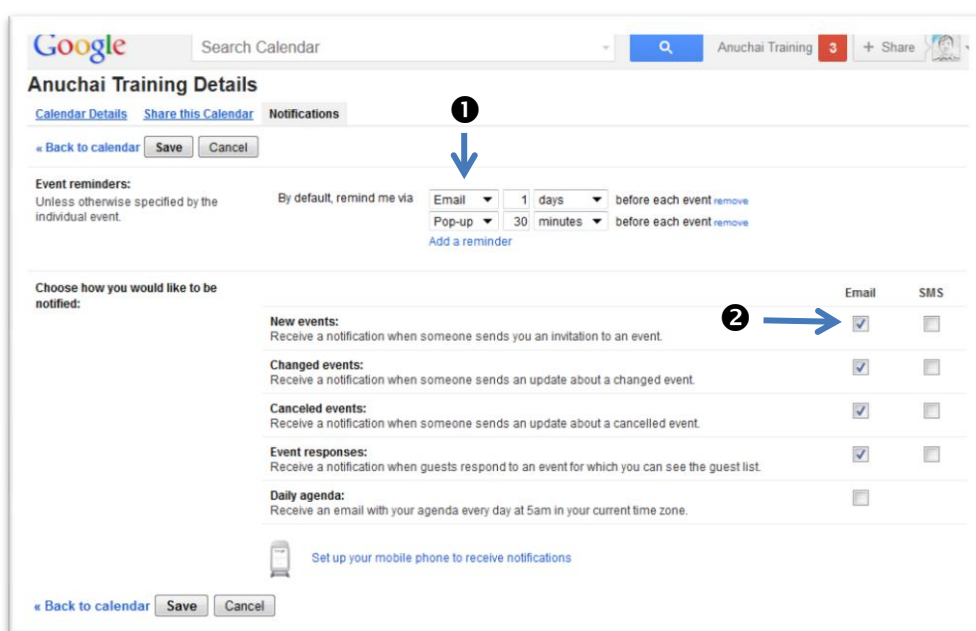 Google Search Calendar Anuchai Training 3 + Share
Anuchai Training Details
Calendar Details Share this Calendar Notifications
❶
« Back to calendar Save Cancel
Event reminders:
Unless otherwise specified by the
individual event.
By default, remind me via Email 1 days before each event remove
Pop-up 30 minutes before each event remove
Add a reminder
Choose how you would like to be
notified:
Email SMS
❷
New events:
Receive a notification when someone sends you an invitation to an event.
Changed events:
Receive a notification when someone sends an update about a changed event.
Canceled events:
Receive a notification when someone sends an update about a cancelled event.
Event responses:
Receive a notification when guests respond to an event for which you can see the guest list.
Daily agenda:
Receive an email with your agenda every day at 5am in your current time zone.
Set up your mobile phone to receive notifications
« Back to calendar Save Cancel